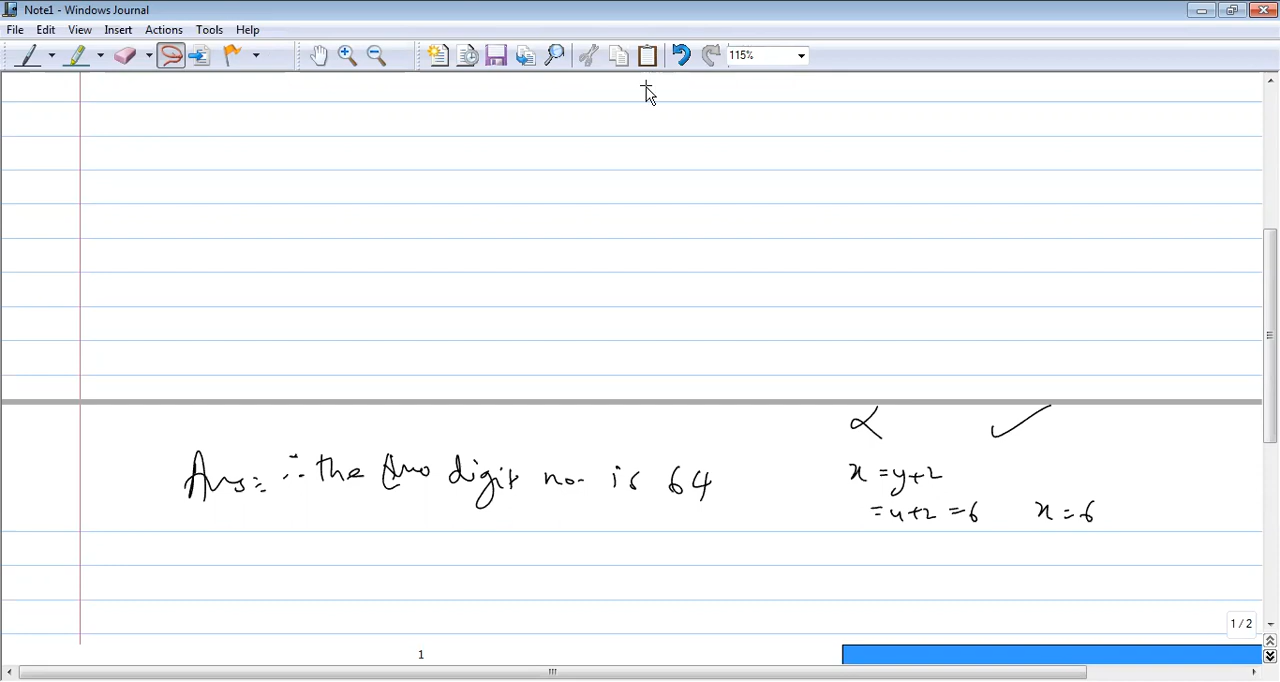 Note1 - Windows Journal
File Edit View Insert Actions Tools Help
115%
Ans= ∴ the two digit no. is 64
x = y+2
= 4+2 = 6 x = 6
1 / 2
1